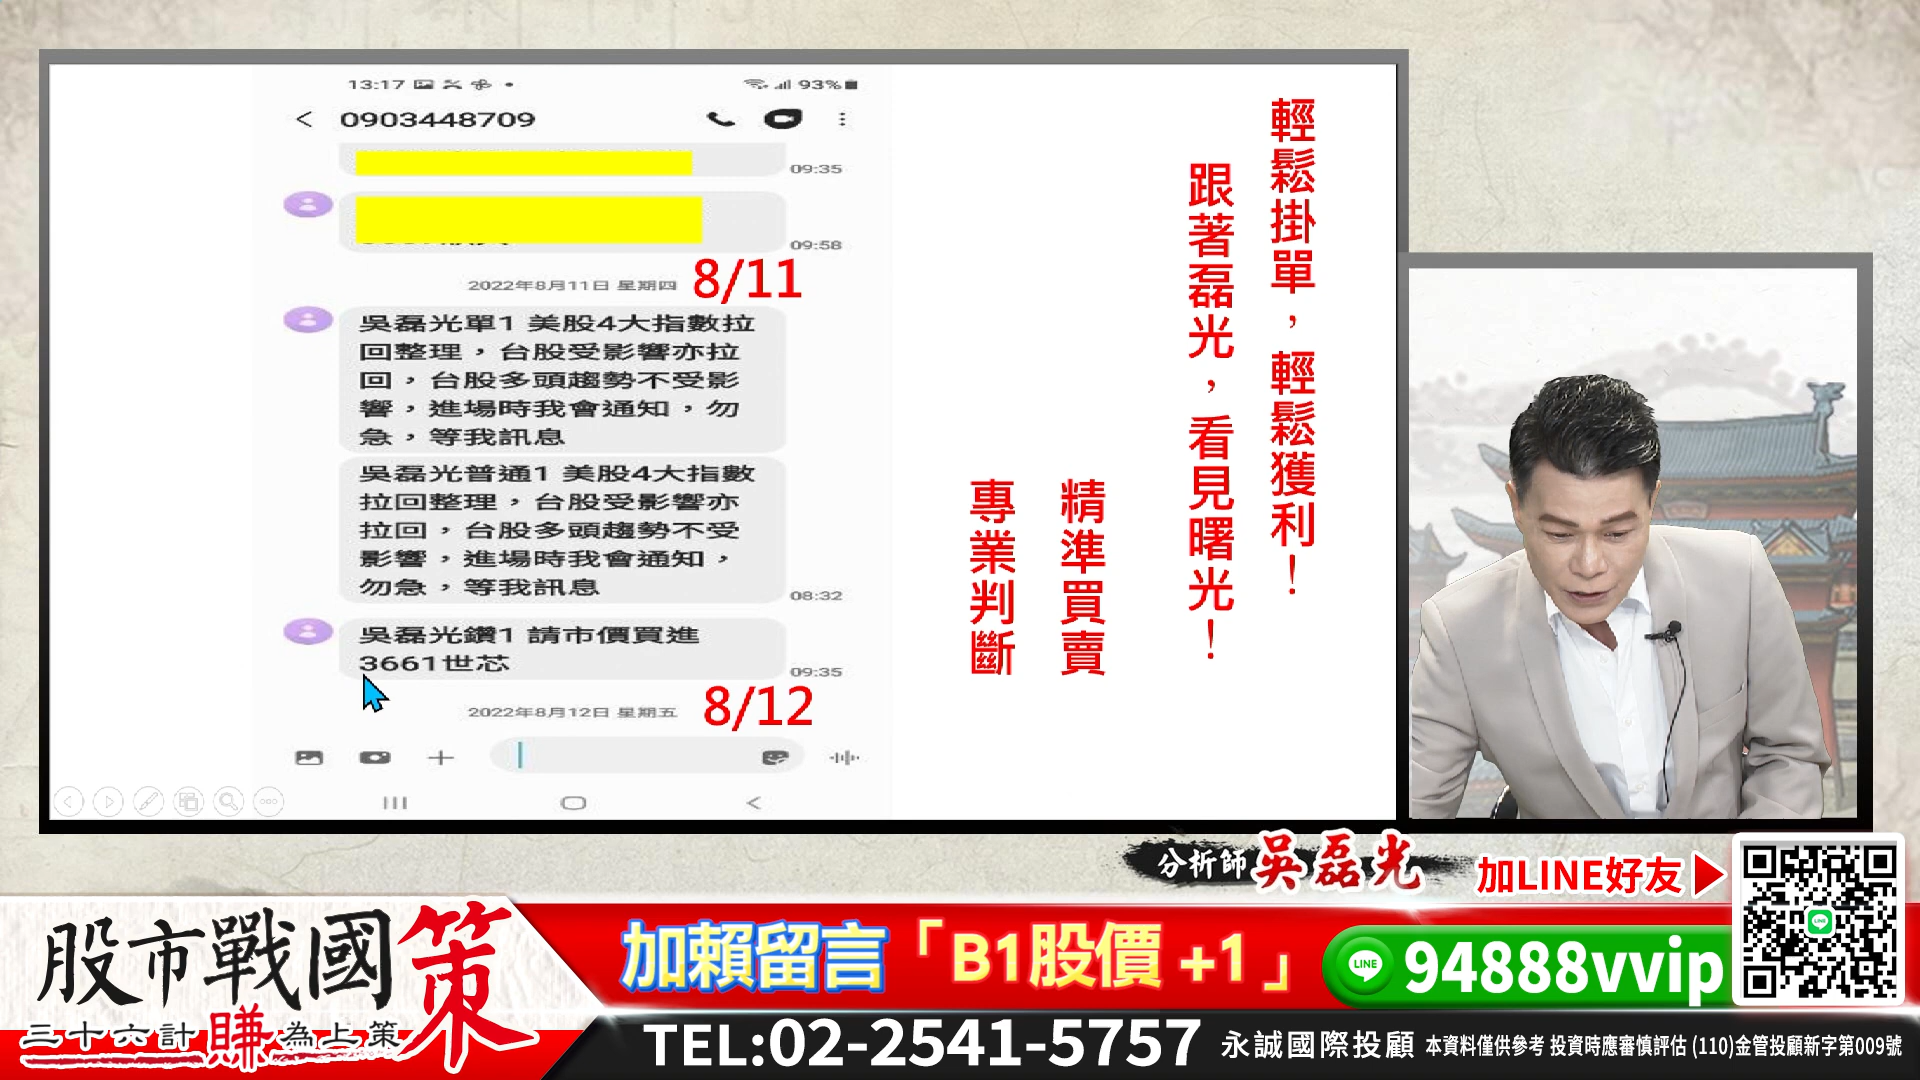 13:17
93%
0903448709
09:35
09:58
2022年8月11日 星期四
8/11
吳磊光單1 美股4大指數拉
回整理，台股受影響亦拉
回，台股多頭趨勢不受影
響，進場時我會通知，勿
急，等我訊息
吳磊光普通1 美股4大指數
拉回整理，台股受影響亦
拉回，台股多頭趨勢不受
影響，進場時我會通知，
勿急，等我訊息
08:32
吳磊光鑽1 請市價買進
3661世芯
09:35
2022年8月12日 星期五
8/12
輕鬆掛單，輕鬆獲利！
跟著磊光，看見曙光！
精準買賣
專業判斷
分析師吳磊光
加LINE好友
股市戰國策
三十六計賺為上策
加賴留言「B1股價 +1」
LINE
94888vvip
TEL:02-2541-5757
永誠國際投顧
本資料僅供參考 投資時應審慎評估 (110)金管投顧新字第009號